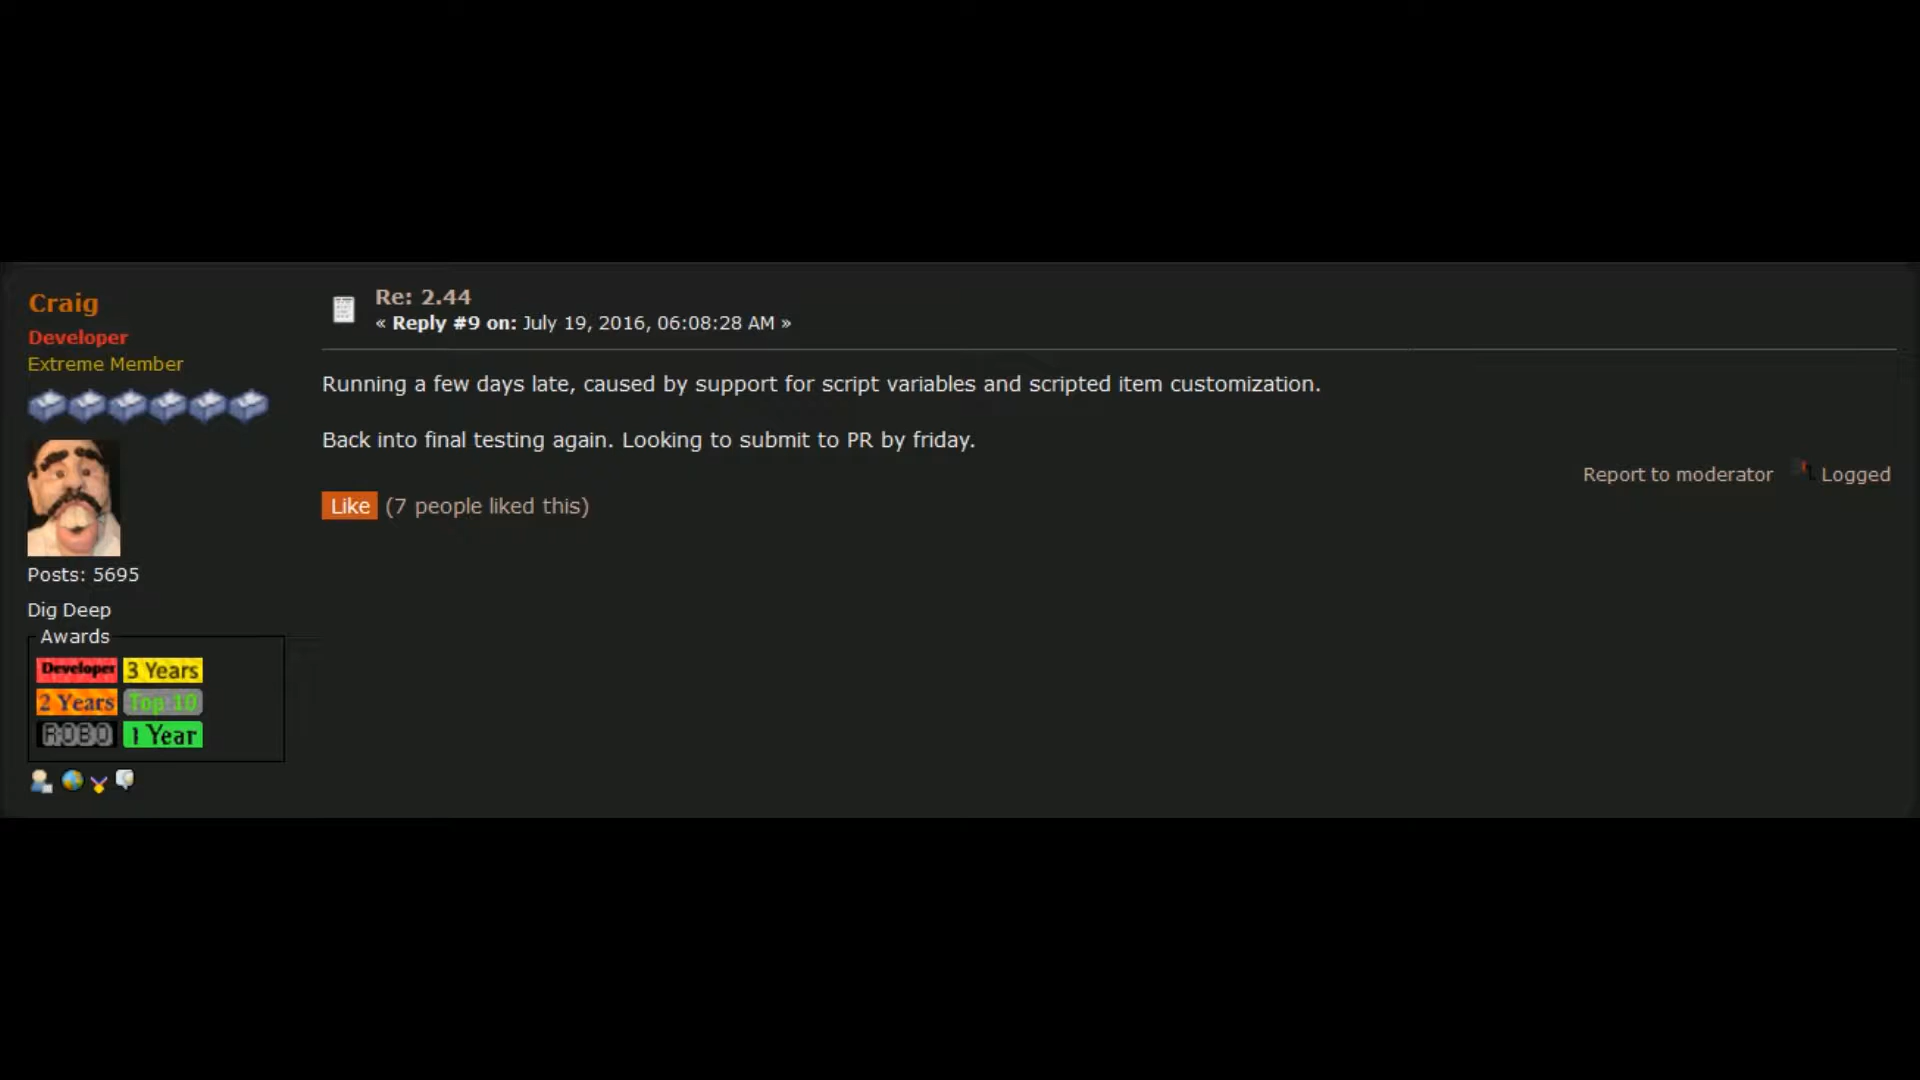 Craig
Developer
Extreme Member
Re: 2.44
« Reply #9 on: July 19, 2016, 06:08:28 AM »
Running a few days late, caused by support for script variables and scripted item customization.
Back into final testing again. Looking to submit to PR by friday.
Report to moderator Logged
Like (7 people liked this)
Posts: 5695
Dig Deep
Awards
Developer 3 Years
2 Years Top 10
ROBO 1 Year